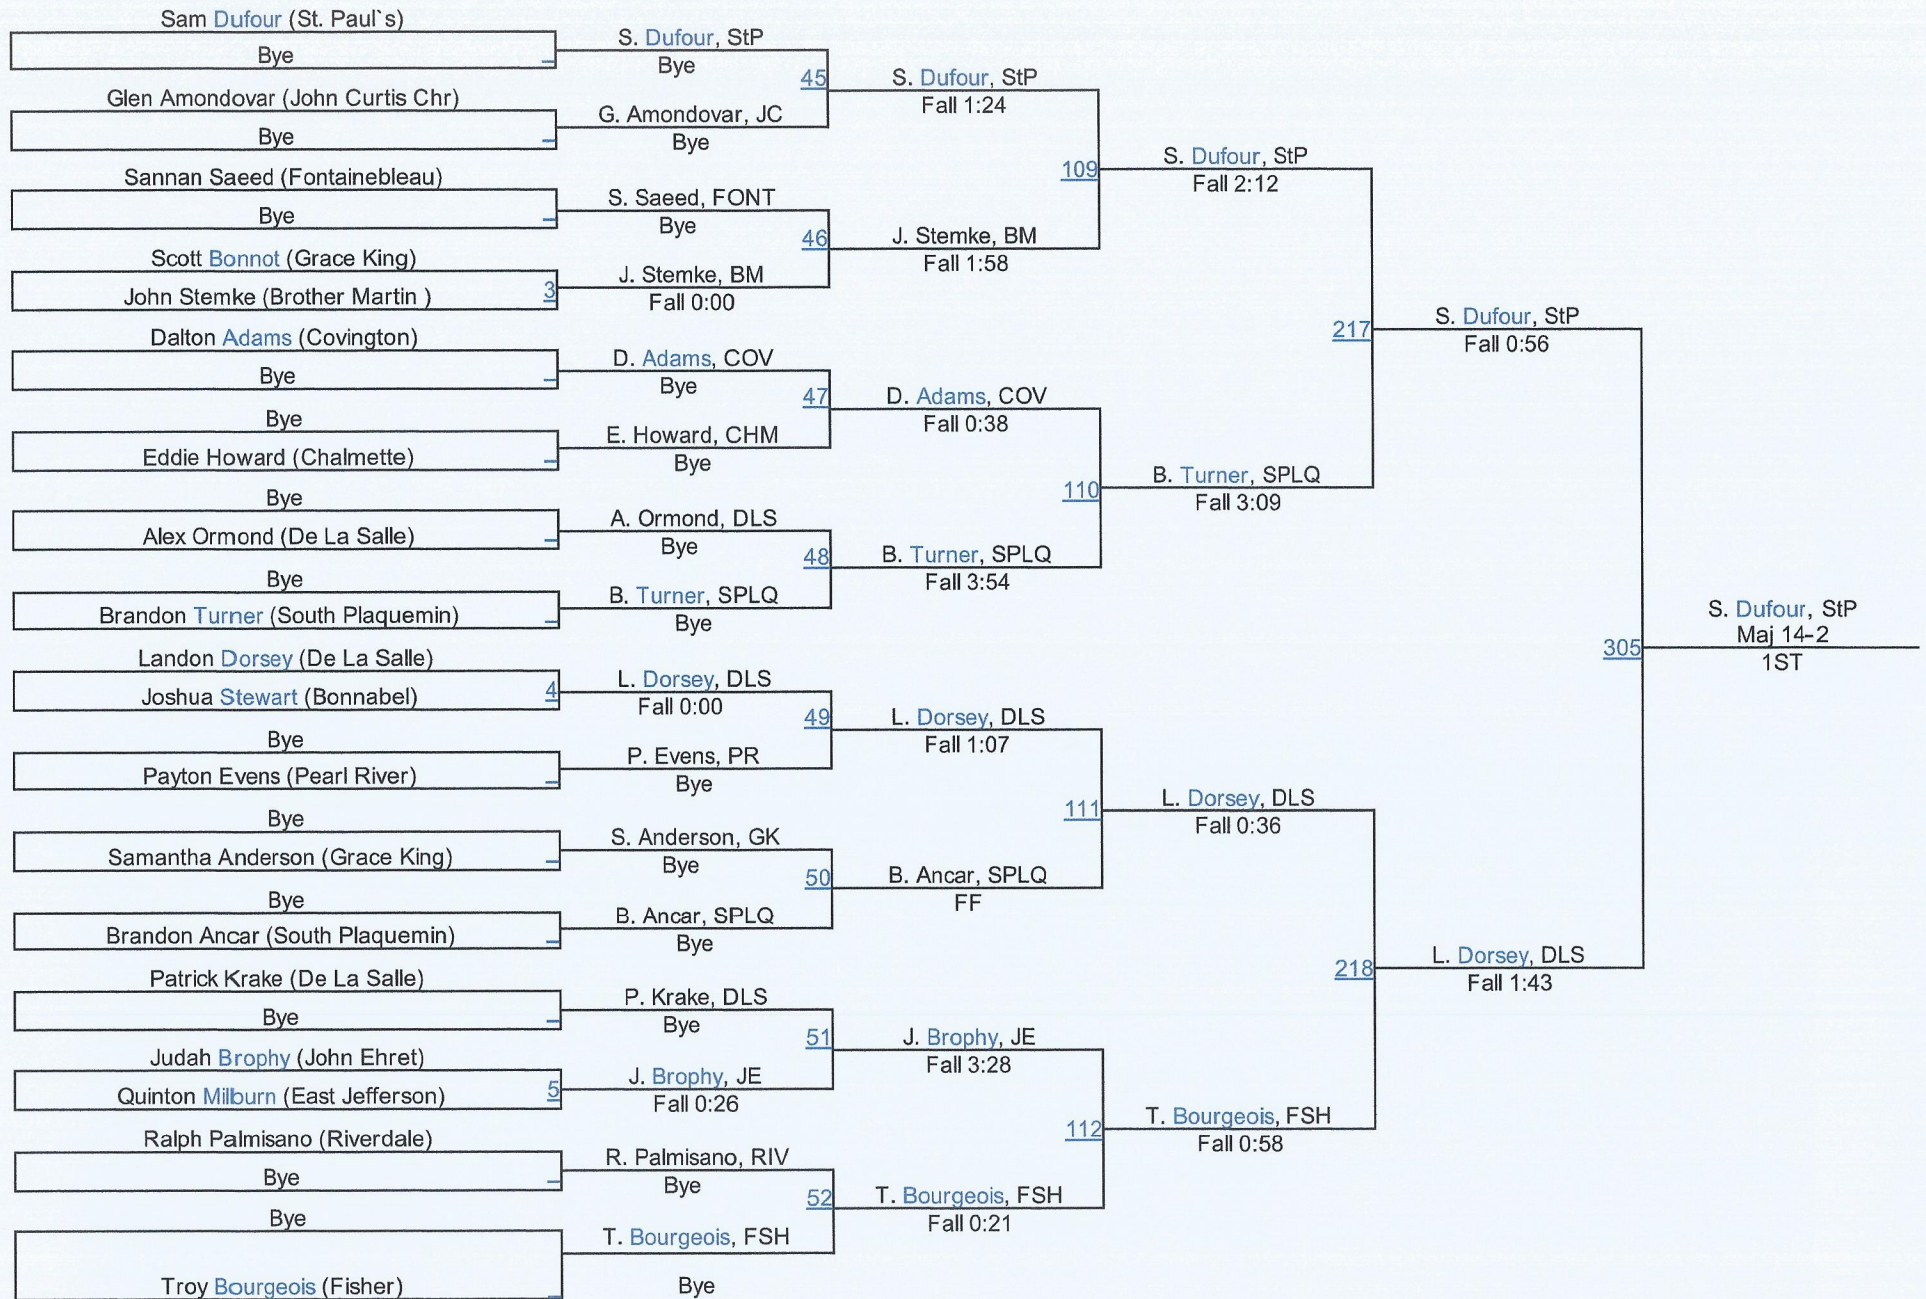 Sam Dufour (St. Paul`s)
Bye
Glen Amondovar (John Curtis Chr)
Bye
Sannan Saeed (Fontainebleau)
Bye
Scott Bonnot (Grace King)
John Stemke (Brother Martin )
3
Dalton Adams (Covington)
Bye
Bye
Eddie Howard (Chalmette)
Bye
Alex Ormond (De La Salle)
Bye
Brandon Turner (South Plaquemin)
Landon Dorsey (De La Salle)
Joshua Stewart (Bonnabel)
4
Bye
Payton Evens (Pearl River)
Bye
Samantha Anderson (Grace King)
Bye
Brandon Ancar (South Plaquemin)
Patrick Krake (De La Salle)
Bye
Judah Brophy (John Ehret)
Quinton Milburn (East Jefferson)
5
Ralph Palmisano (Riverdale)
Bye
Bye
Troy Bourgeois (Fisher)
S. Dufour, StP
Bye
45
G. Amondovar, JC
Bye
S. Saeed, FONT
Bye
46
J. Stemke, BM
Fall 0:00
D. Adams, COV
Bye
47
E. Howard, CHM
Bye
A. Ormond, DLS
Bye
48
B. Turner, SPLQ
Bye
L. Dorsey, DLS
Fall 0:00
49
P. Evens, PR
Bye
S. Anderson, GK
Bye
50
B. Ancar, SPLQ
Bye
P. Krake, DLS
Bye
51
J. Brophy, JE
Fall 0:26
R. Palmisano, RIV
Bye
52
T. Bourgeois, FSH
Bye
S. Dufour, StP
Fall 1:24
109
J. Stemke, BM
Fall 1:58
D. Adams, COV
Fall 0:38
110
B. Turner, SPLQ
Fall 3:54
L. Dorsey, DLS
Fall 1:07
111
B. Ancar, SPLQ
FF
J. Brophy, JE
Fall 3:28
112
T. Bourgeois, FSH
Fall 0:21
S. Dufour, StP
Fall 2:12
217
B. Turner, SPLQ
Fall 3:09
L. Dorsey, DLS
Fall 0:36
218
T. Bourgeois, FSH
Fall 0:58
S. Dufour, StP
Fall 0:56
305
L. Dorsey, DLS
Fall 1:43
S. Dufour, StP
Maj 14-2
1ST